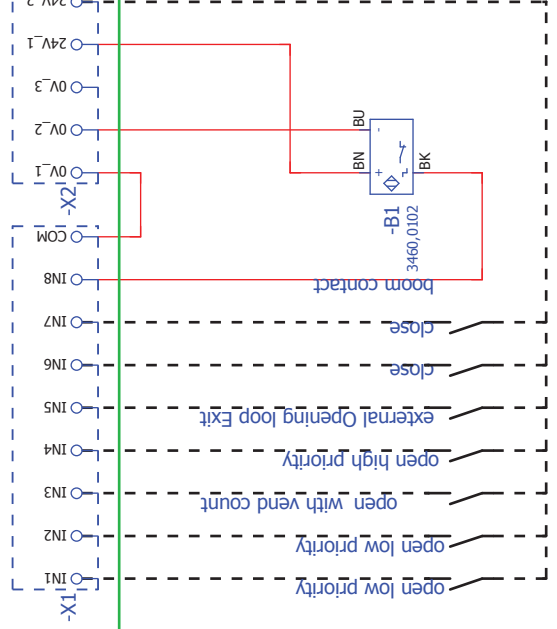 24V_2
24V_1
0V_3
0V_2
BU
-
0V_1
BN
+
BK
-X2
-B1
3460,0102
COM
IN8
boom contact
IN7
close
IN6
close
IN5
external Opening loop Exit
IN4
open high priority
IN3
open with vend count
IN2
open low priority
IN1
open low priority
-X1